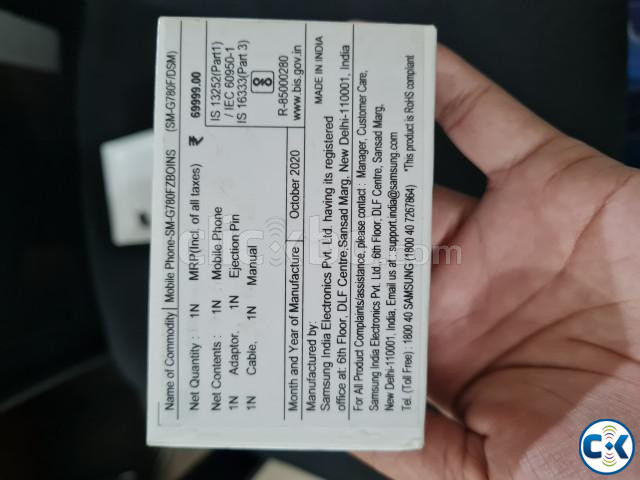 Name of Commodity Mobile Phone-SM-G780FZBOINS (SM-G780F/DSM)
Net Quantity : 1N MRP(Incl. of all taxes) ₹ 69999.00
Net Contents : 1N Mobile Phone
1N Adaptor, 1N Ejection Pin
1N Cable, 1N Manual
IS 13252(Part1)
/ IEC 60950-1
IS 16333(Part 3)
R-85000280
www.bis.gov.in
Month and Year of Manufacture October 2020
MADE IN INDIA
Manufactured by:
Samsung India Electronics Pvt. Ltd. having its registered
office at: 6th Floor, DLF Centre,Sansad Marg, New Delhi-110001, India
For All Product Complaints/assistance, please contact : Manager, Customer Care,
Samsung India Electronics Pvt. Ltd., 6th Floor, DLF Centre, Sansad Marg,
New Delhi-110001, India, Email us at : support.india@samsung.com
Tel. (Toll Free) : 1800 40 SAMSUNG (1800 40 7267864) *This product is RoHS compliant
CK